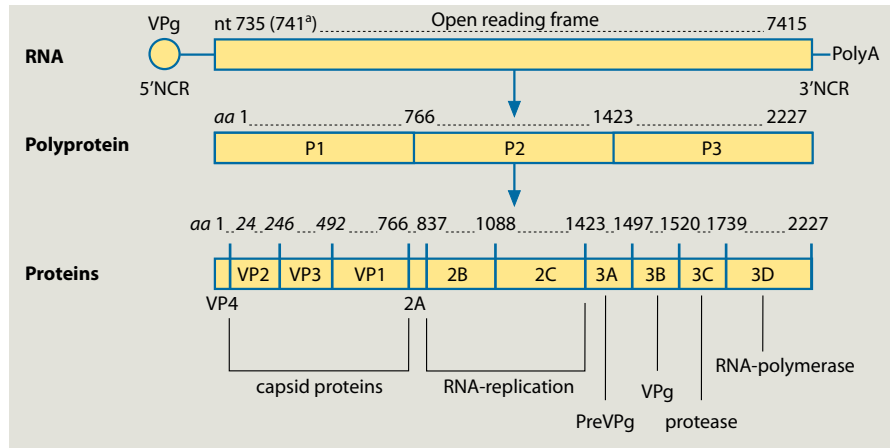 VPg
nt 735 (741ª) Open reading frame 7415
RNA
PolyA
5'NCR
3'NCR
aa 1 766 1423 2227
Polyprotein
P1 P2 P3
aa 1 24 246 492 766 837 1088 1423 1497 1520 1739 2227
Proteins
VP2 VP3 VP1 2B 2C 3A 3B 3C 3D
VP4 2A
RNA-polymerase
capsid proteins RNA-replication
VPg
PreVPg protease